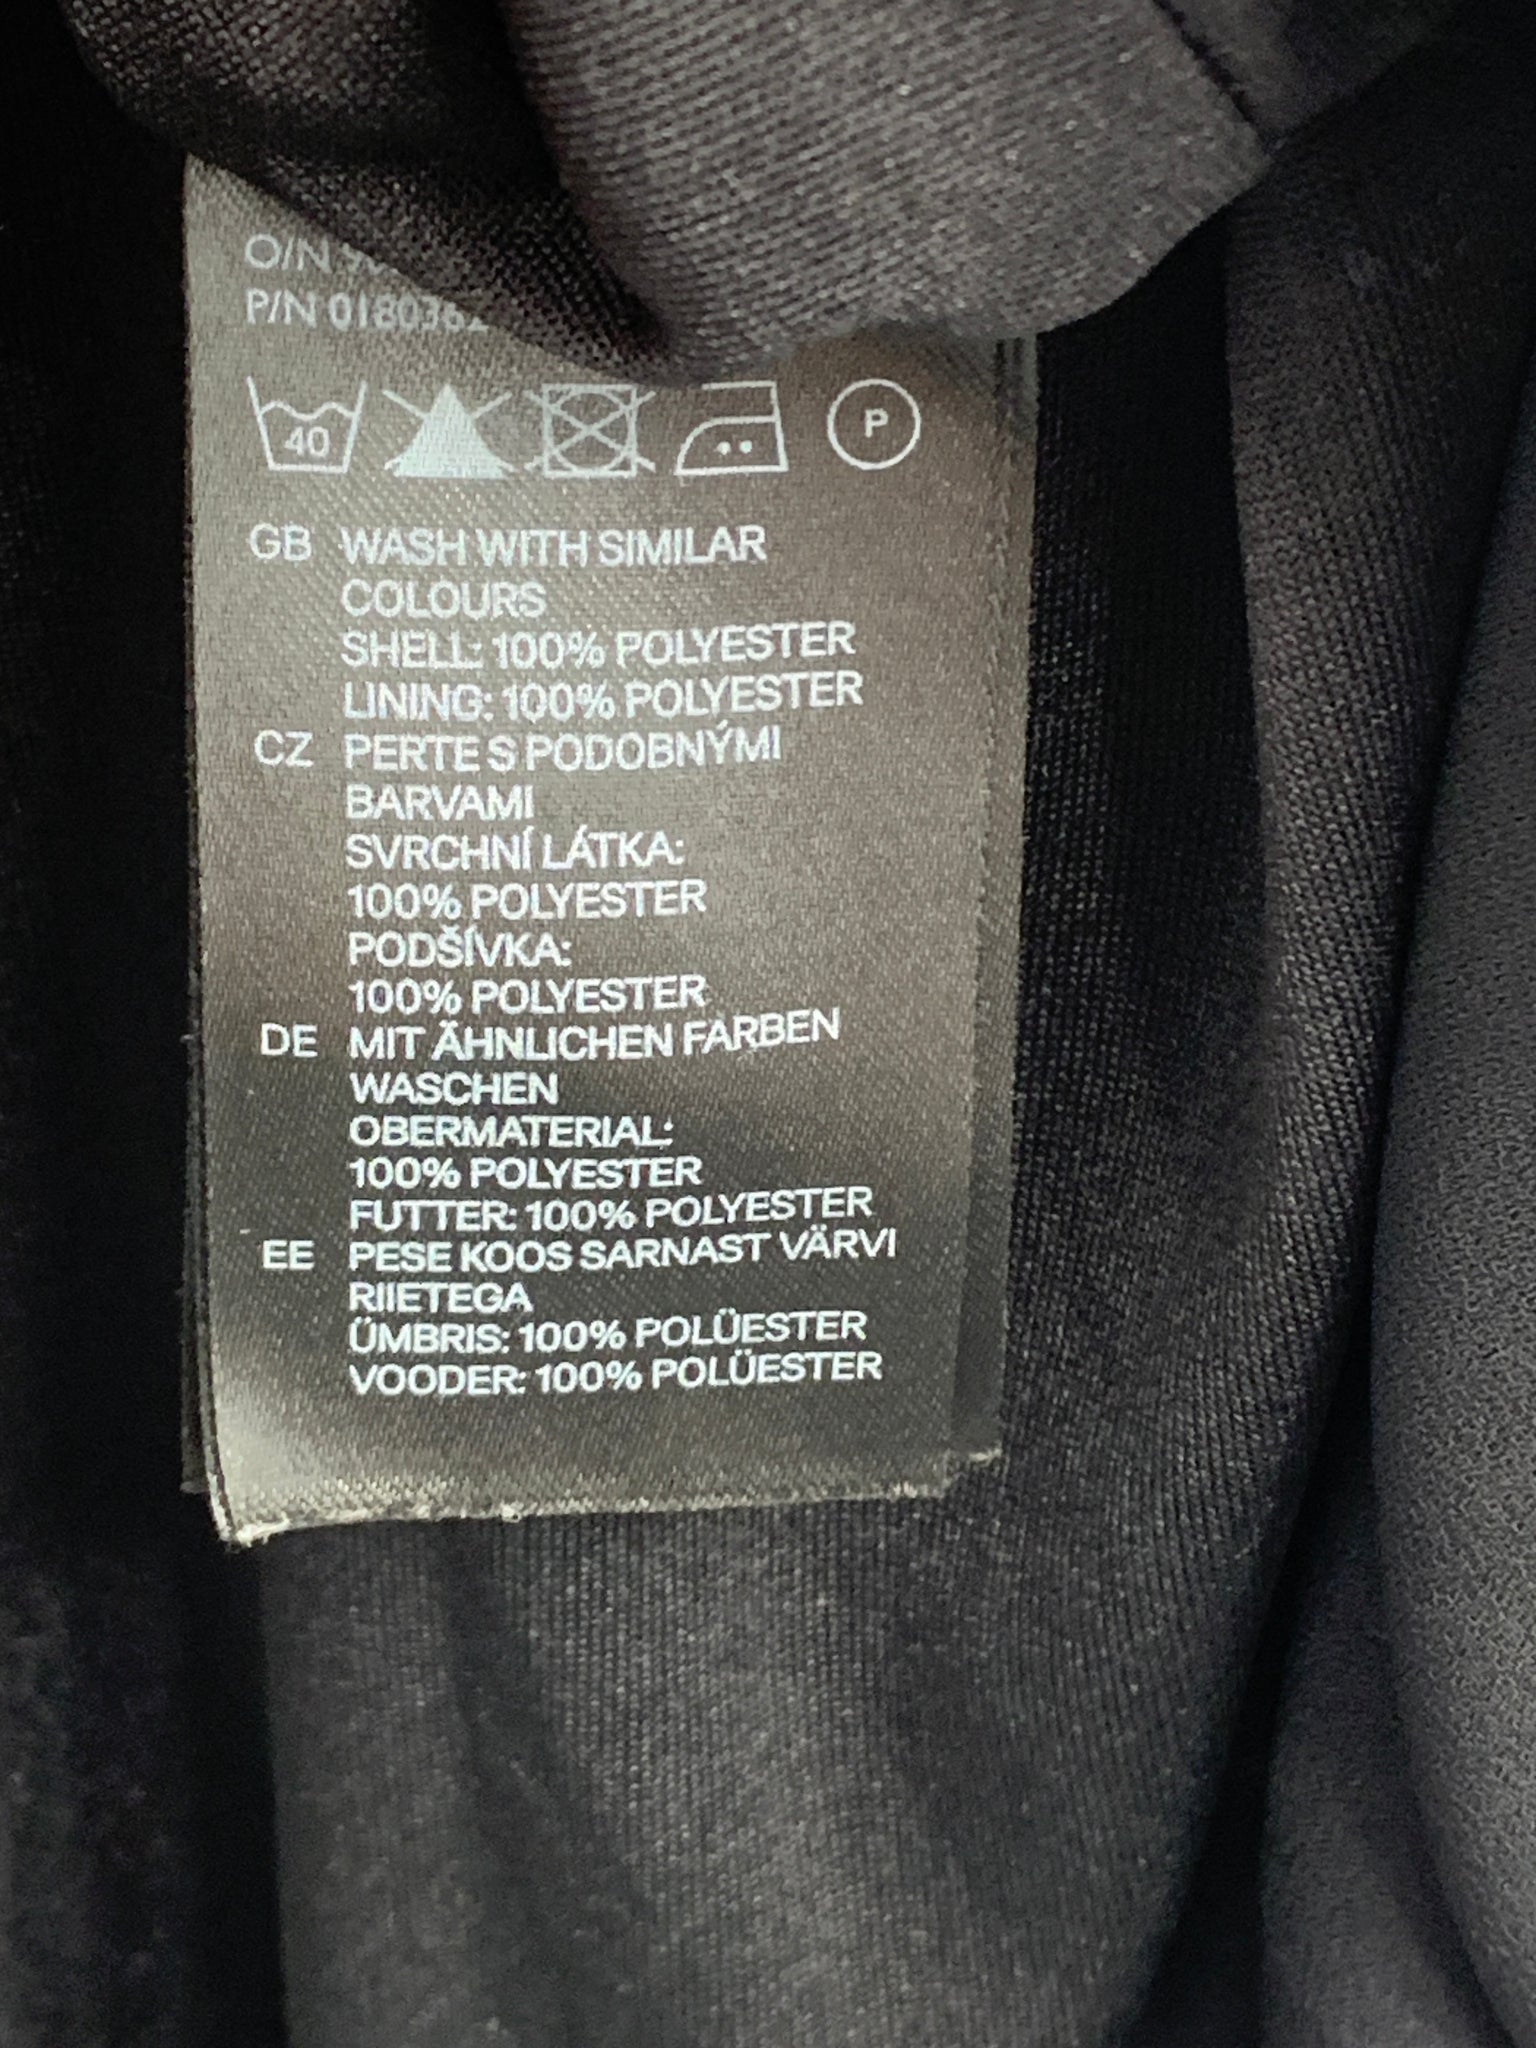 O/N
P/N 0180362
40
P
GB WASH WITH SIMILAR
COLOURS
SHELL: 100% POLYESTER
LINING: 100% POLYESTER
CZ PERTE S PODOBNÝMI
BARVAMI
SVRCHNÍ LÁTKA:
100% POLYESTER
PODŠÍVKA:
100% POLYESTER
DE MIT ÄHNLICHEN FARBEN
WASCHEN
OBERMATERIAL:
100% POLYESTER
FUTTER: 100% POLYESTER
EE PESE KOOS SARNAST VÄRVI
RIIETEGA
ÜMBRIS: 100% POLÜESTER
VOODER: 100% POLÜESTER